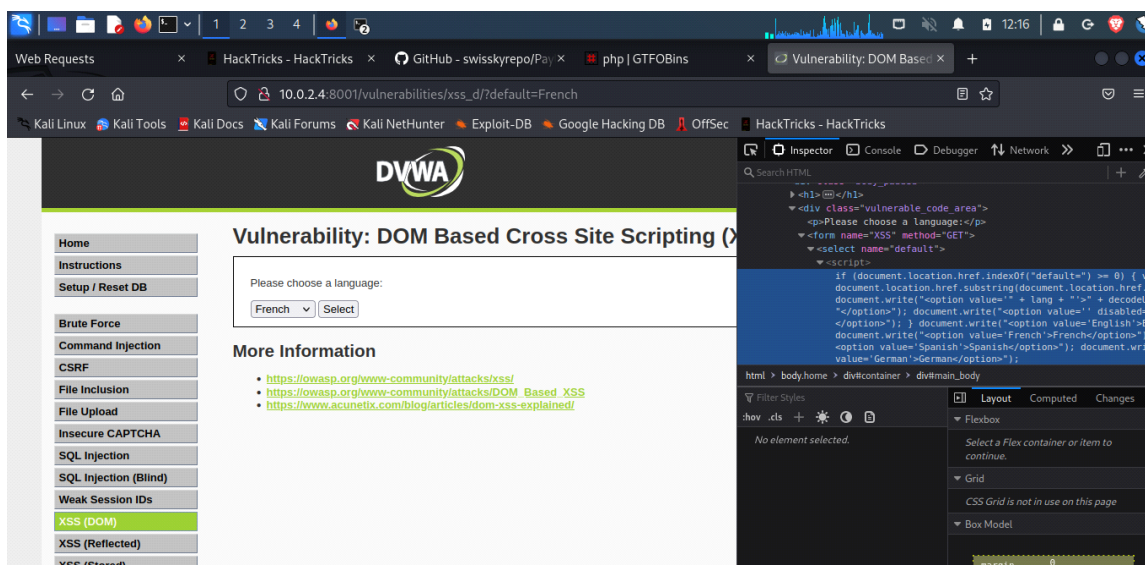 1 2 3 4 2 12:16
Web Requests × HackTricks - HackTricks × GitHub - swisskyrepo/Pay × php | GTFOBins × Vulnerability: DOM Based × +
10.0.2.4:8001/vulnerabilities/xss_d/?default=French
Kali Linux Kali Tools Kali Docs Kali Forums Kali NetHunter Exploit-DB Google Hacking DB OffSec HackTricks - HackTricks
DVWA
Home
Instructions
Setup / Reset DB
Brute Force
Command Injection
CSRF
File Inclusion
File Upload
Insecure CAPTCHA
SQL Injection
SQL Injection (Blind)
Weak Session IDs
XSS (DOM)
XSS (Reflected)
XSS (Stored)
Vulnerability: DOM Based Cross Site Scripting (X
Please choose a language:
French Select
More Information
https://owasp.org/www-community/attacks/xss/
https://owasp.org/www-community/attacks/DOM_Based_XSS
https://www.acunetix.com/blog/articles/dom-xss-explained/
Inspector Console Debugger Network
Search HTML
<h1></h1>
<div class="vulnerable_code_area">
<p>Please choose a language:</p>
<form name="XSS" method="GET">
<select name="default">
<script>
if (document.location.href.indexOf("default=") >= 0) { v
document.location.href.substring(document.location.href.
document.write("<option value='" + lang + "'>" + decodeU
"</option>"); document.write("<option value='' disabled=
</option>"); } document.write("<option value='English'>E
document.write("<option value='French'>French</option>")
<option value='Spanish'>Spanish</option>"); document.wri
value='German'>German</option>");
html > body.home > div#container > div#main_body
Filter Styles
:hov .cls +
No element selected.
Layout Computed Changes
Flexbox
Select a Flex container or item to
continue.
Grid
CSS Grid is not in use on this page
Box Model
margin 0